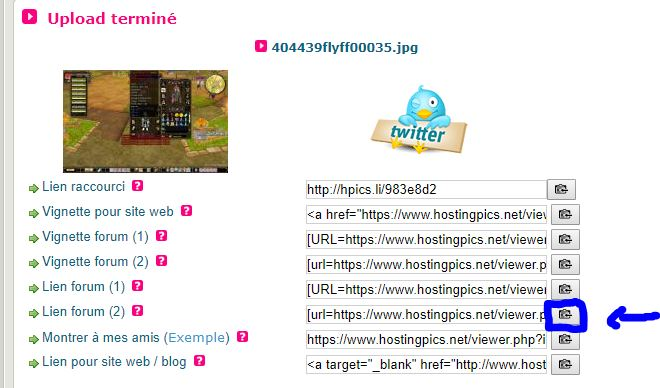 Upload terminé
404439flyff00035.jpg
twitter
Lien raccourci ?
http://hpics.li/983e8d2
Vignette pour site web ?
<a href="https://www.hostingpics.net/view
Vignette forum (1) ?
[URL=https://www.hostingpics.net/viewer
Vignette forum (2) ?
[url=https://www.hostingpics.net/viewer.p
Lien forum (1) ?
[URL=https://www.hostingpics.net/viewer
Lien forum (2) ?
[url=https://www.hostingpics.net/viewer.p
Montrer à mes amis (Exemple) ?
https://www.hostingpics.net/viewer.php?i
Lien pour site web / blog ?
<a target="_blank" href="http://www.host